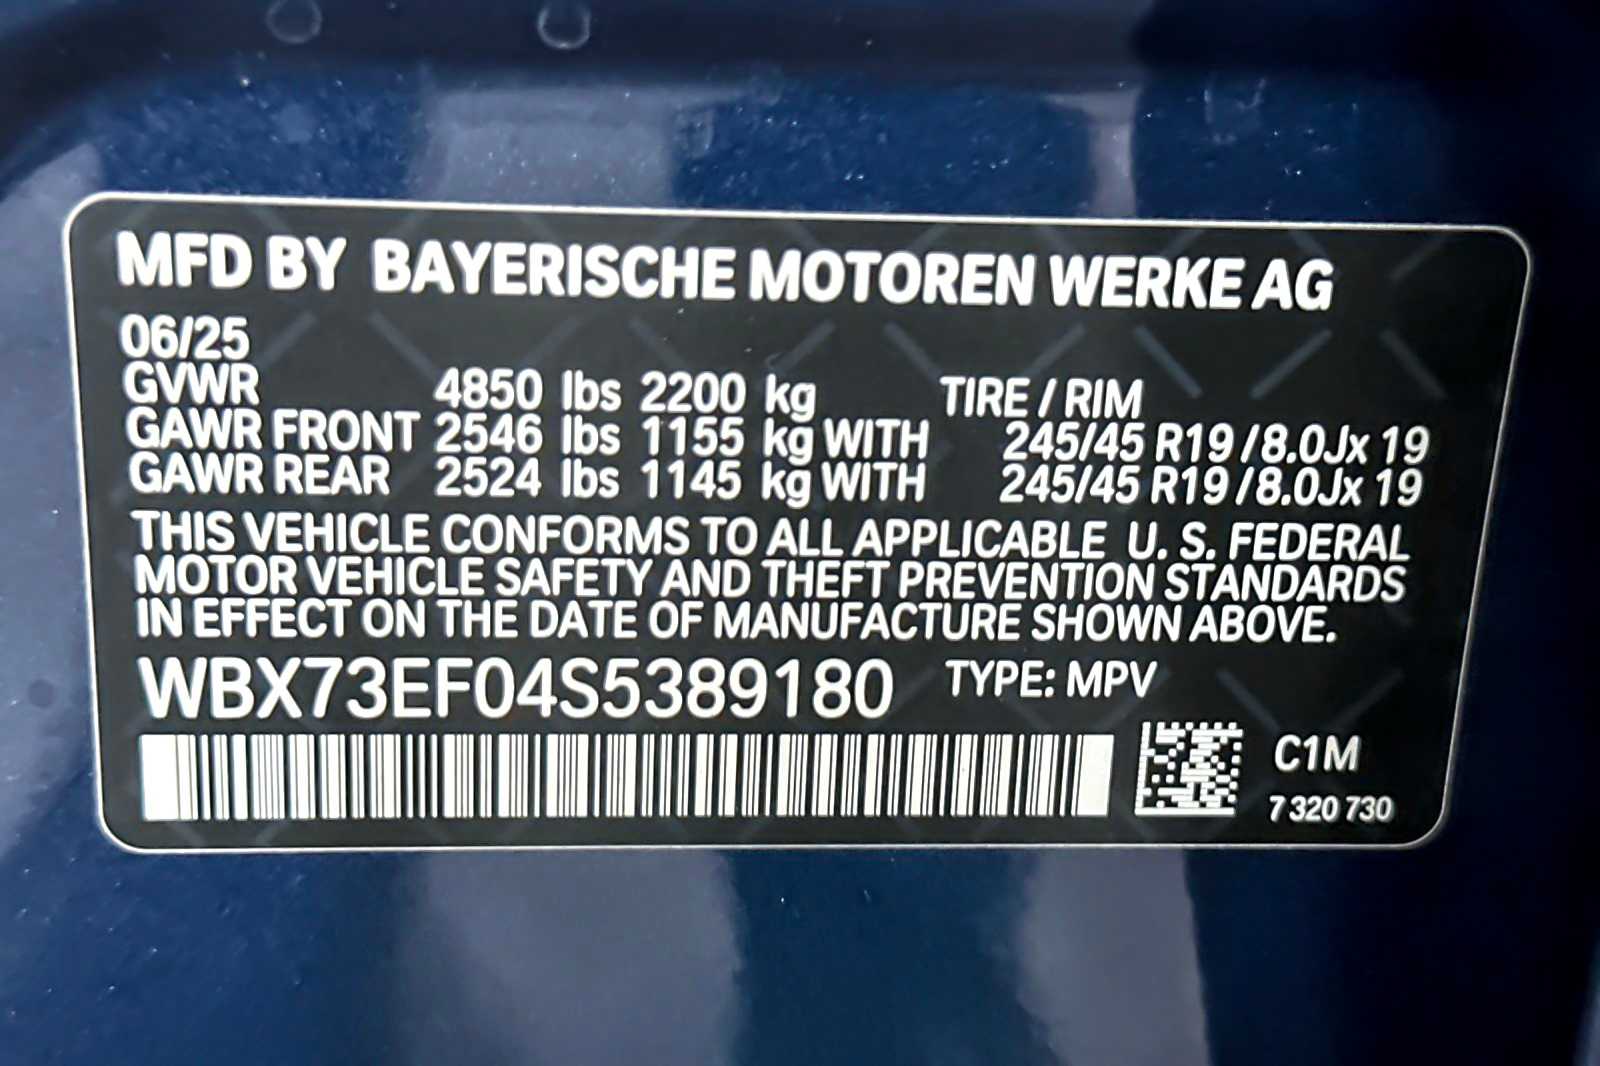 MFD BY BAYERISCHE MOTOREN WERKE AG
06/25
GVWR 4850 lbs 2200 kg TIRE / RIM
GAWR FRONT 2546 lbs 1155 kg WITH 245/45 R19 / 8.0Jx 19
GAWR REAR 2524 lbs 1145 kg WITH 245/45 R19 / 8.0Jx 19
THIS VEHICLE CONFORMS TO ALL APPLICABLE U. S. FEDERAL
MOTOR VEHICLE SAFETY AND THEFT PREVENTION STANDARDS
IN EFFECT ON THE DATE OF MANUFACTURE SHOWN ABOVE.
WBX73EF04S5389180 TYPE: MPV
C1M
7 320 730